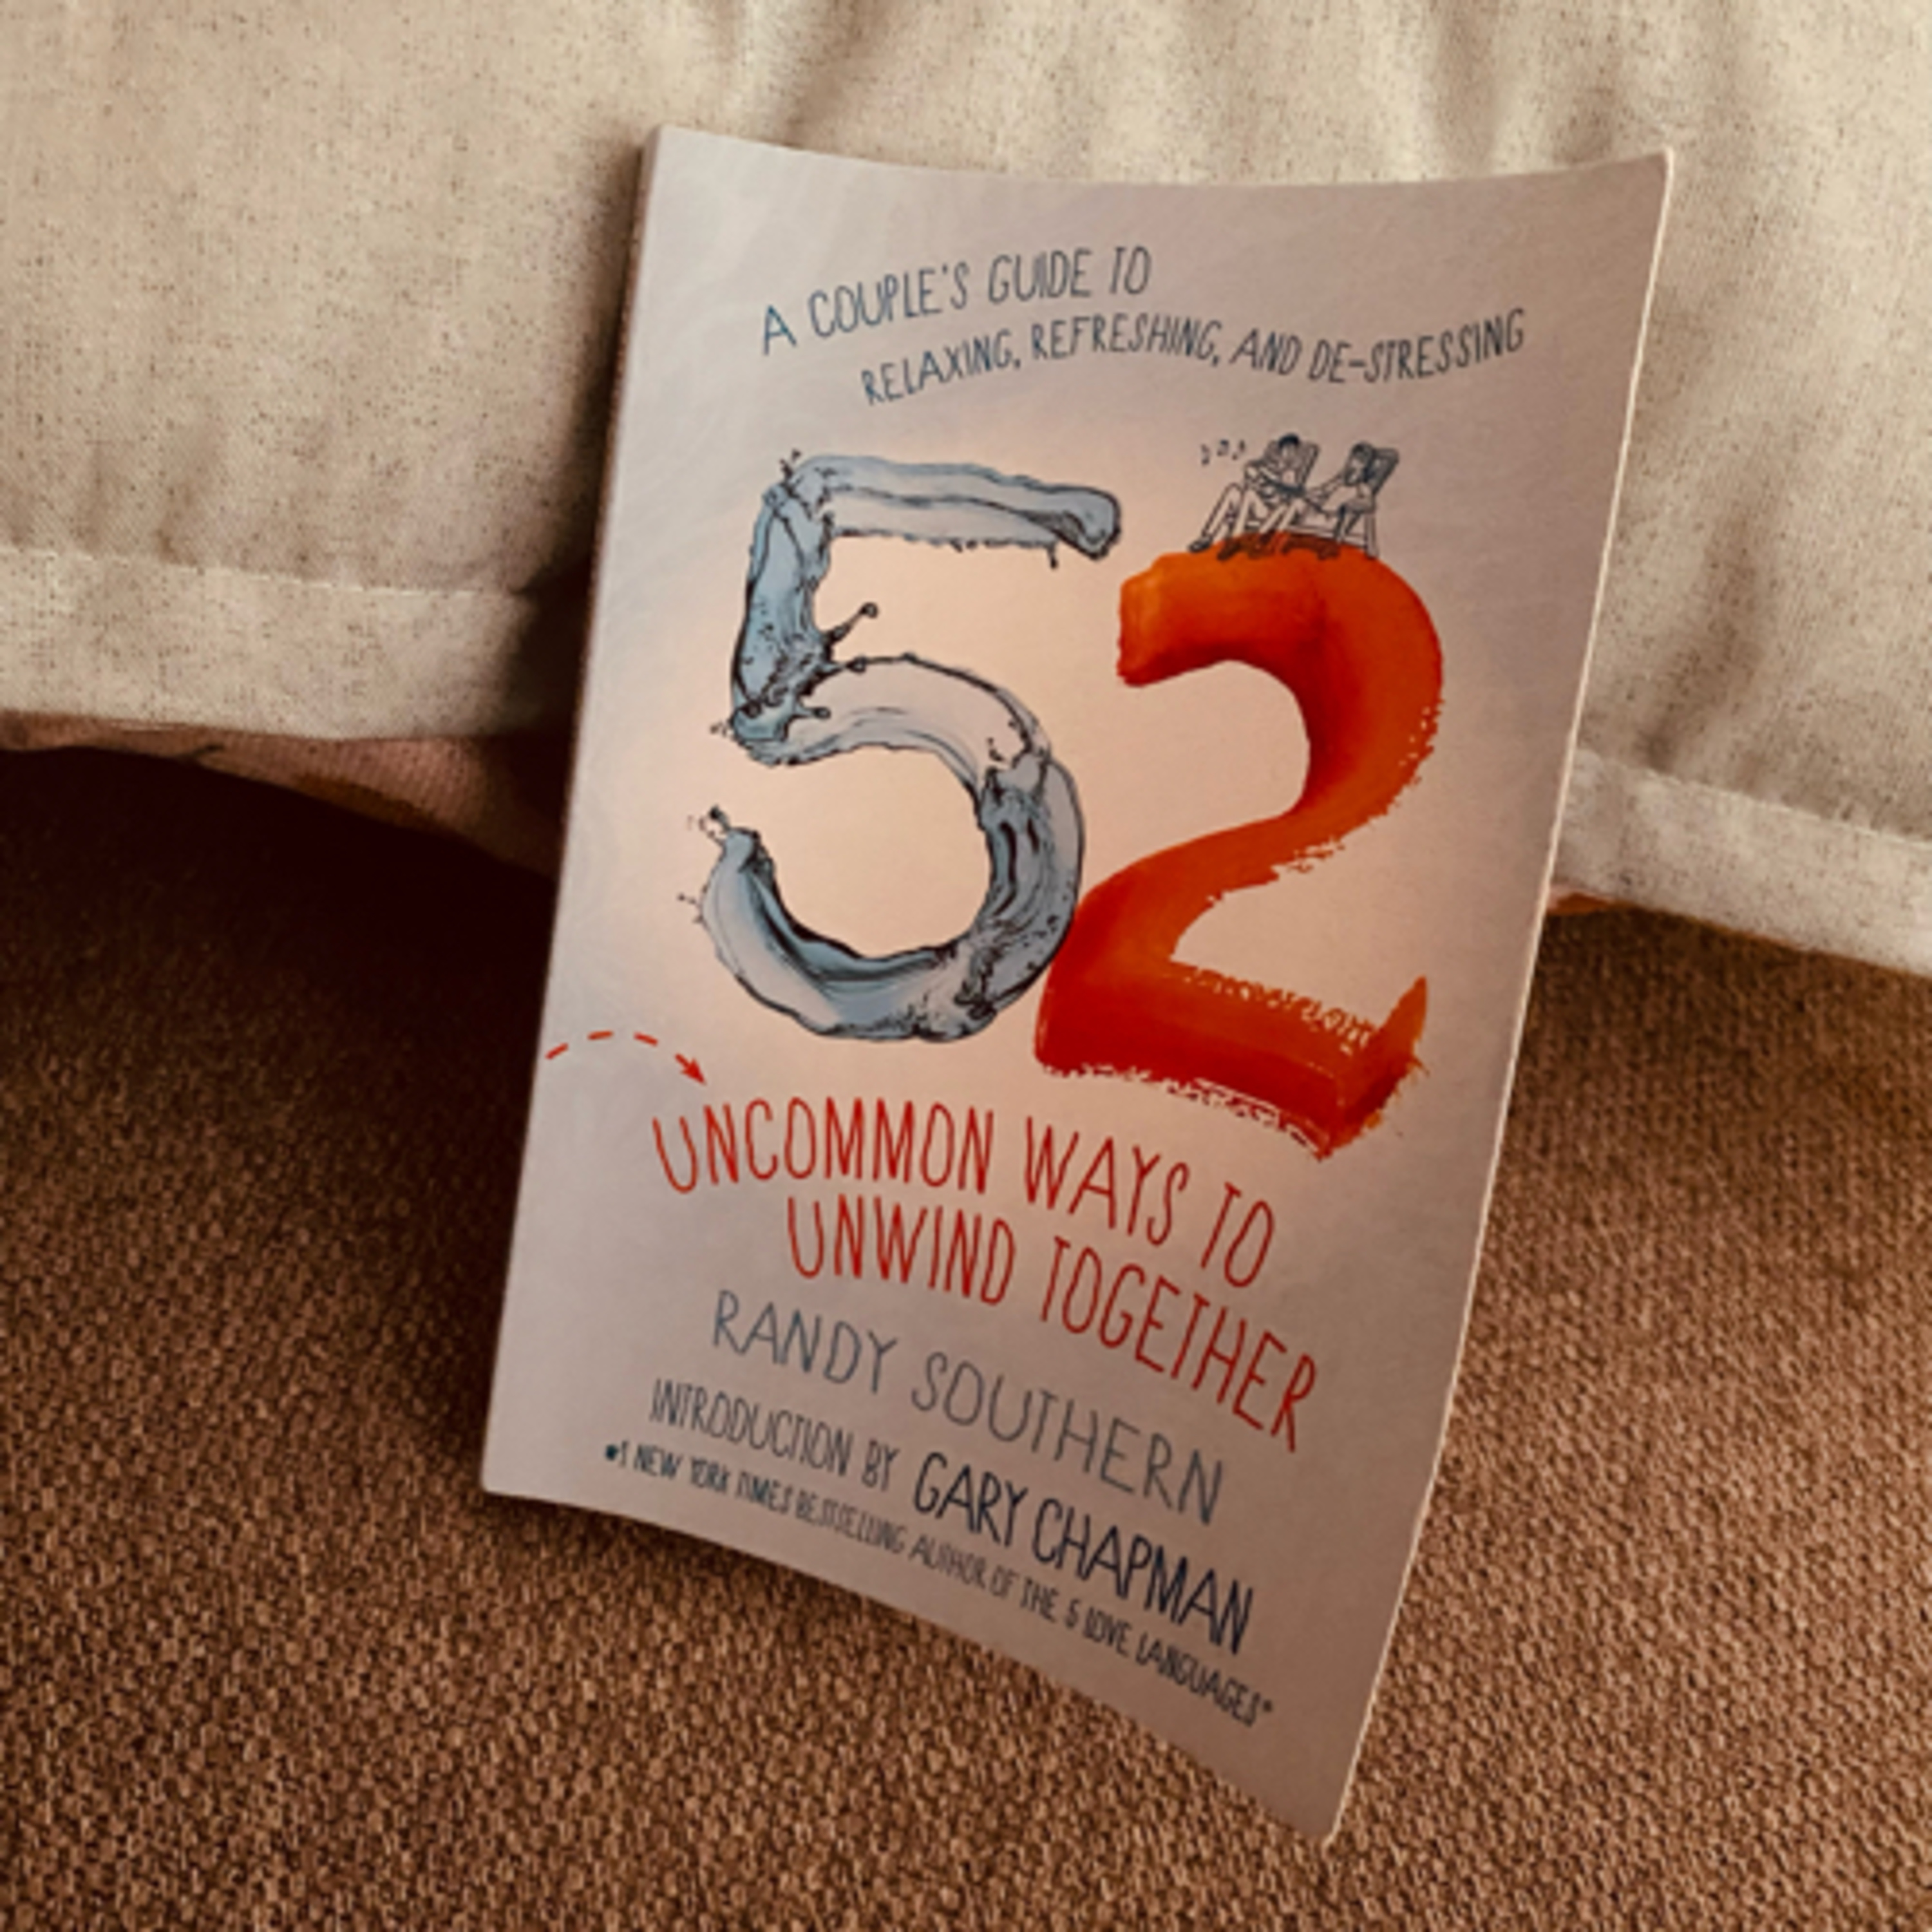 A COUPLE'S GUIDE TO
RELAXING, REFRESHING, AND DE-STRESSING
52
UNCOMMON WAYS TO
UNWIND TOGETHER
RANDY SOUTHERN
INTRODUCTION BY GARY CHAPMAN
#1 NEW YORK TIMES BESTSELLING AUTHOR OF THE 5 LOVE LANGUAGES®